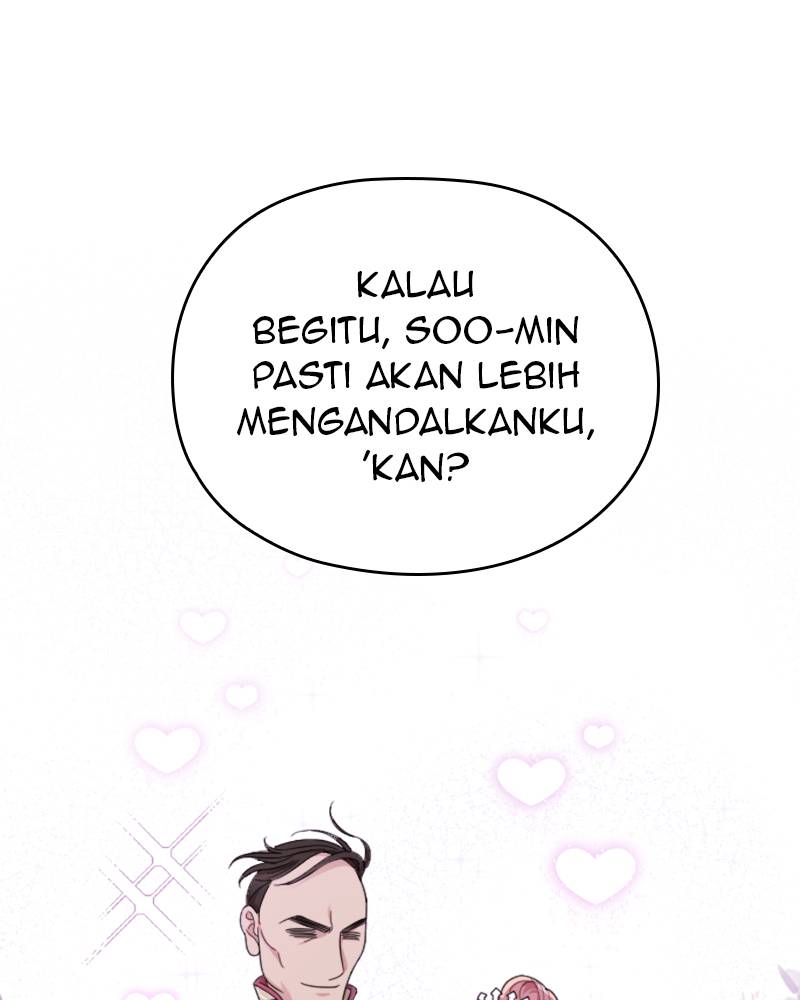 KALAU
BEGITU, SOO-MIN
PASTI AKAN LEBIH
MENGANDALKANKU,
'KAN?